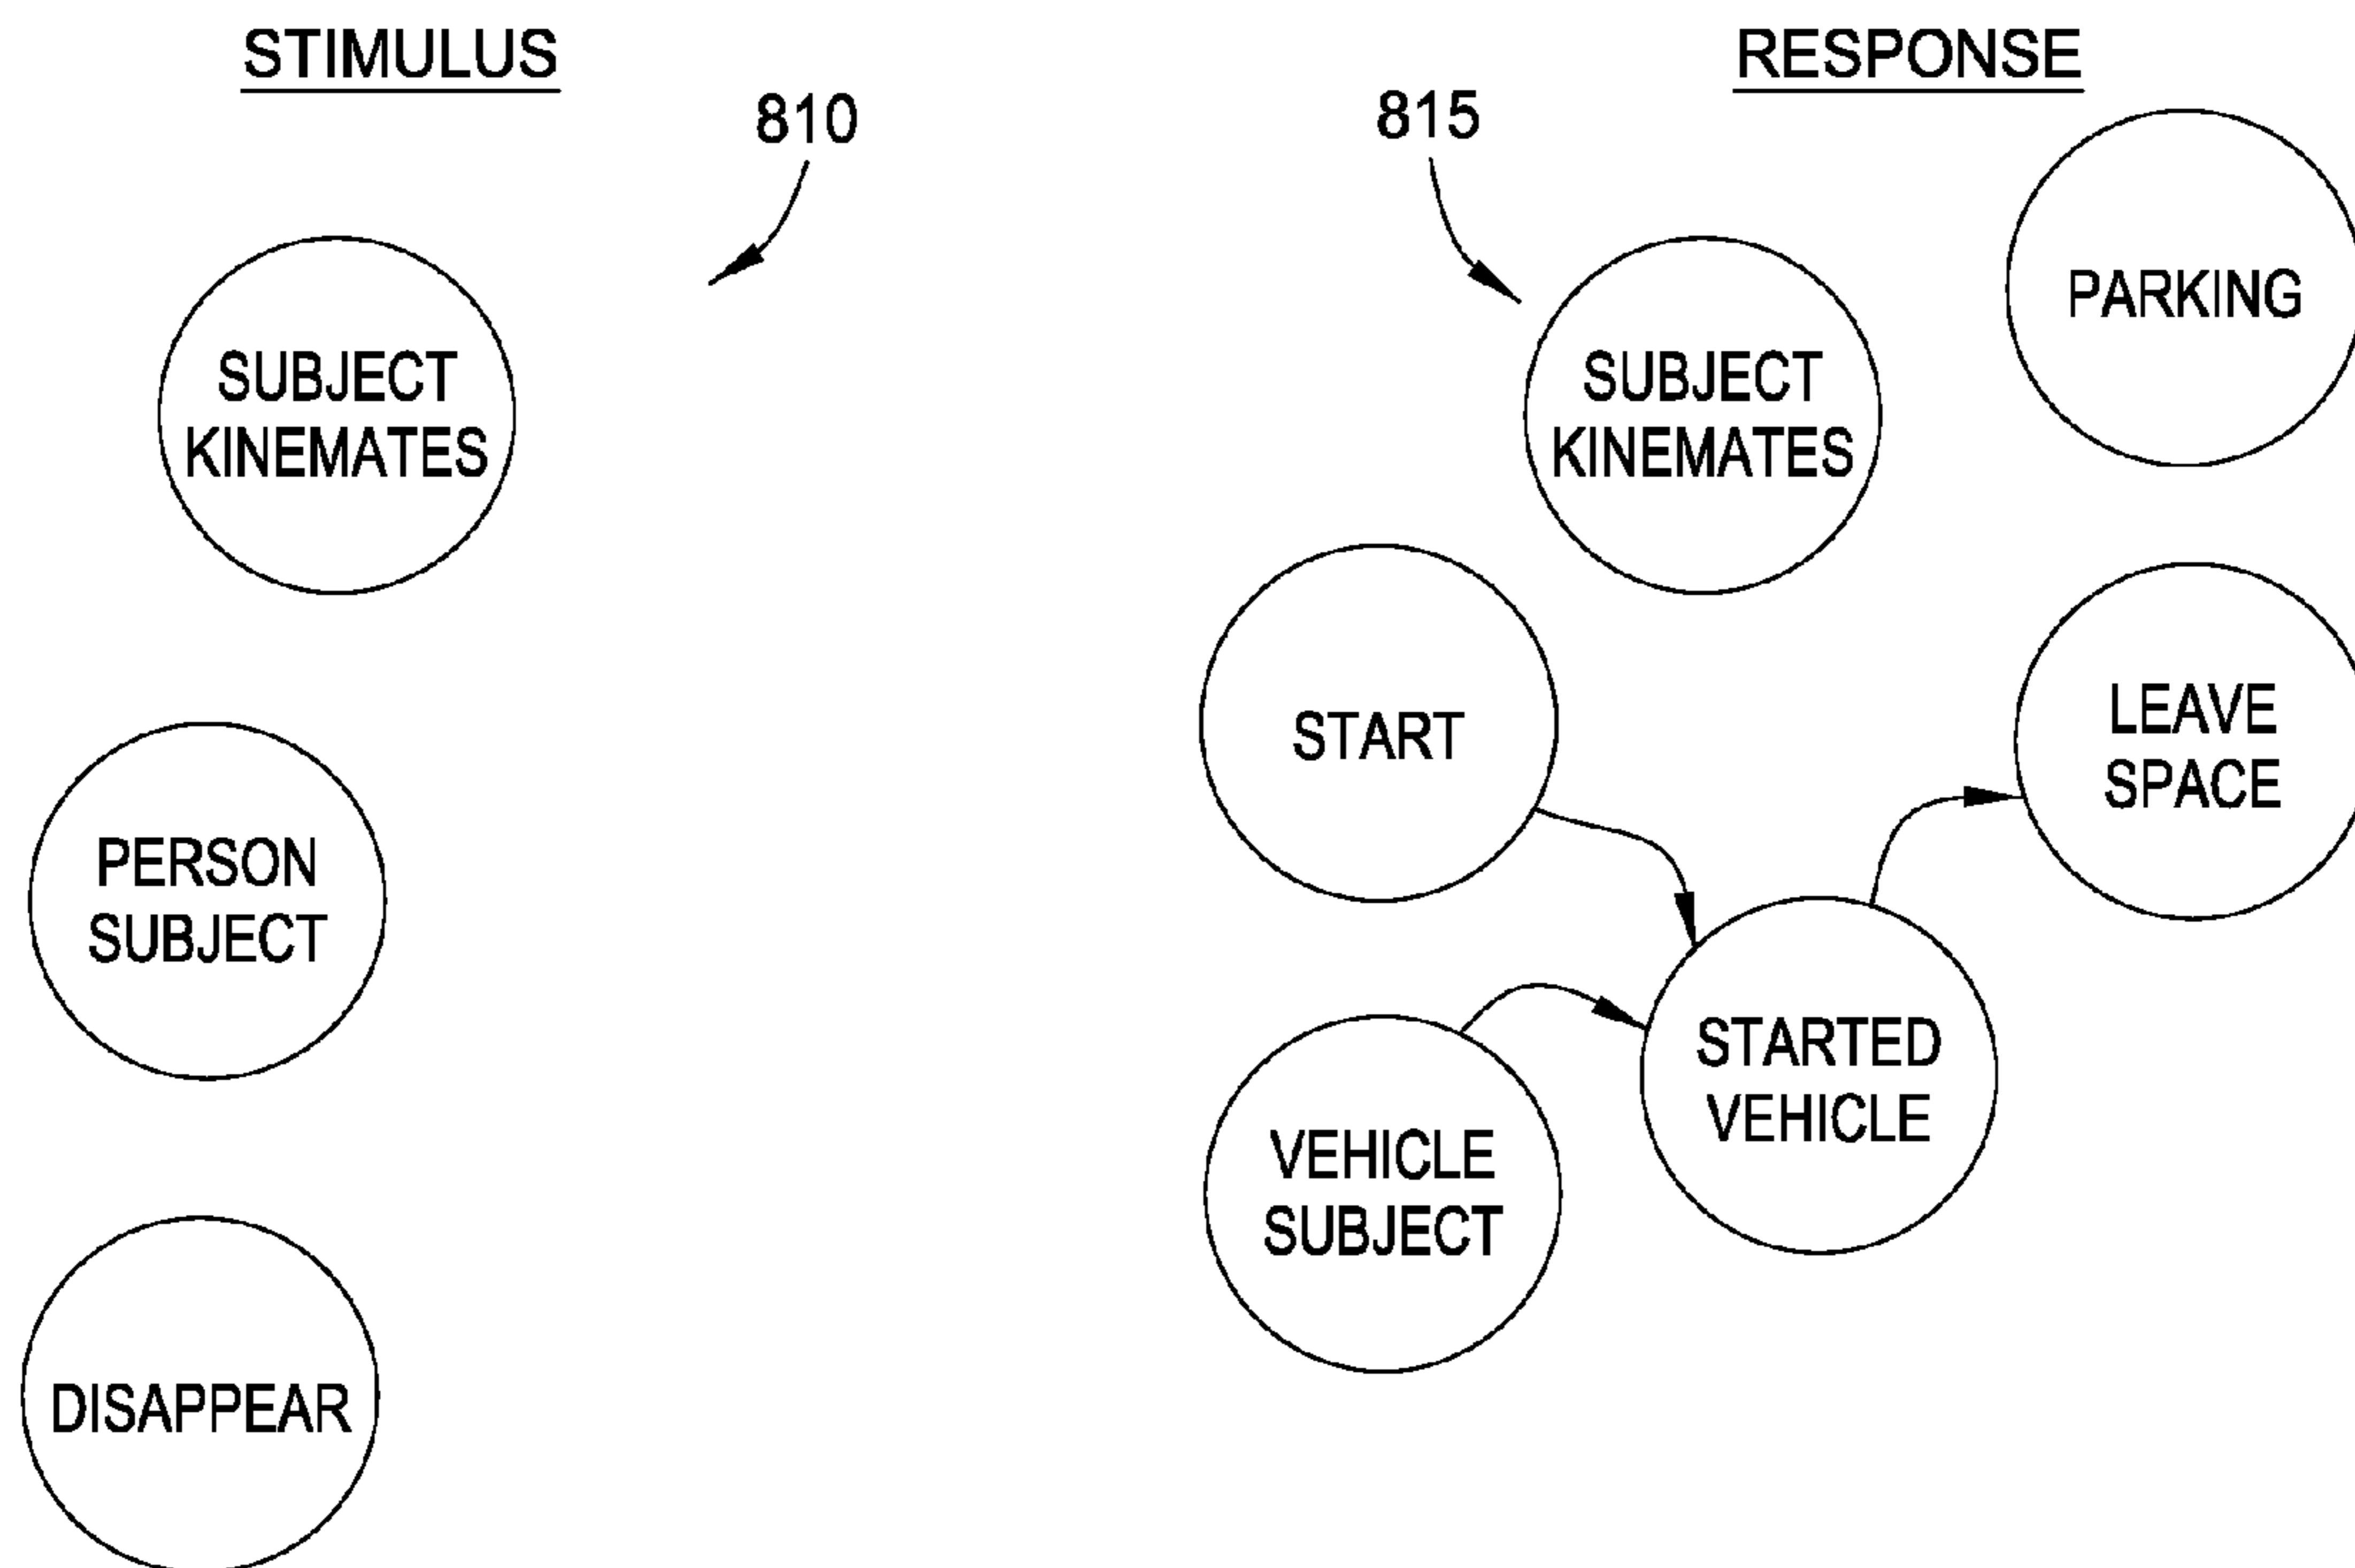 STIMULUS
810
SUBJECT
KINEMATES
PERSON
SUBJECT
DISAPPEAR
RESPONSE
815
PARKING
SUBJECT
KINEMATES
START
LEAVE
SPACE
STARTED
VEHICLE
VEHICLE
SUBJECT